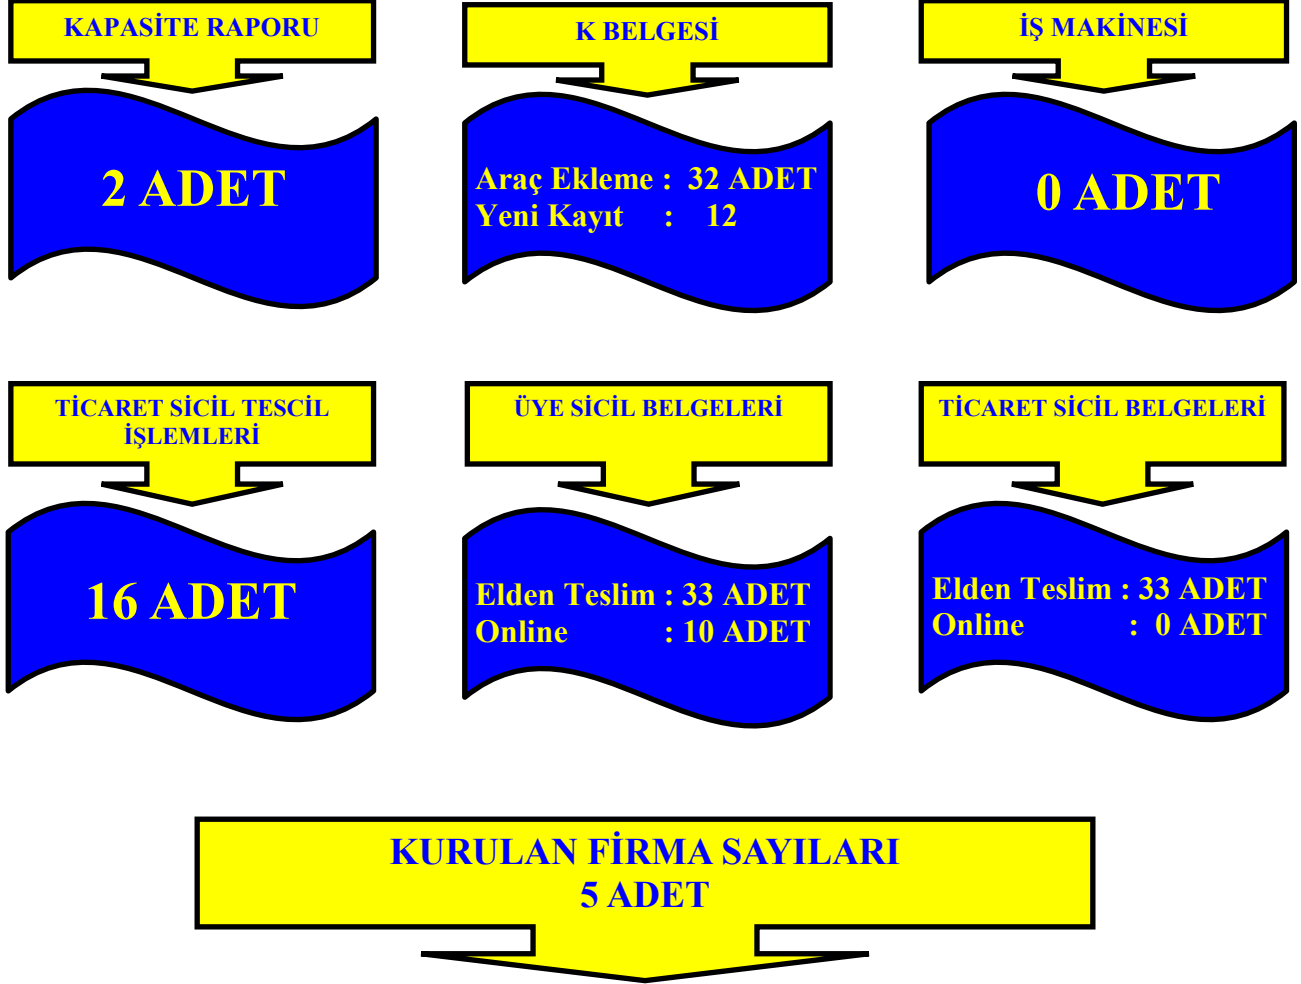 KAPASİTE RAPORU
2 ADET
K BELGESİ
Araç Ekleme : 32 ADET
Yeni Kayıt : 12
İŞ MAKİNESİ
0 ADET
TİCARET SİCİL TESCİL
İŞLEMLERİ
16 ADET
ÜYE SİCİL BELGELERİ
Elden Teslim : 33 ADET
Online : 10 ADET
TİCARET SİCİL BELGELERİ
Elden Teslim : 33 ADET
Online : 0 ADET
KURULAN FİRMA SAYILARI
5 ADET